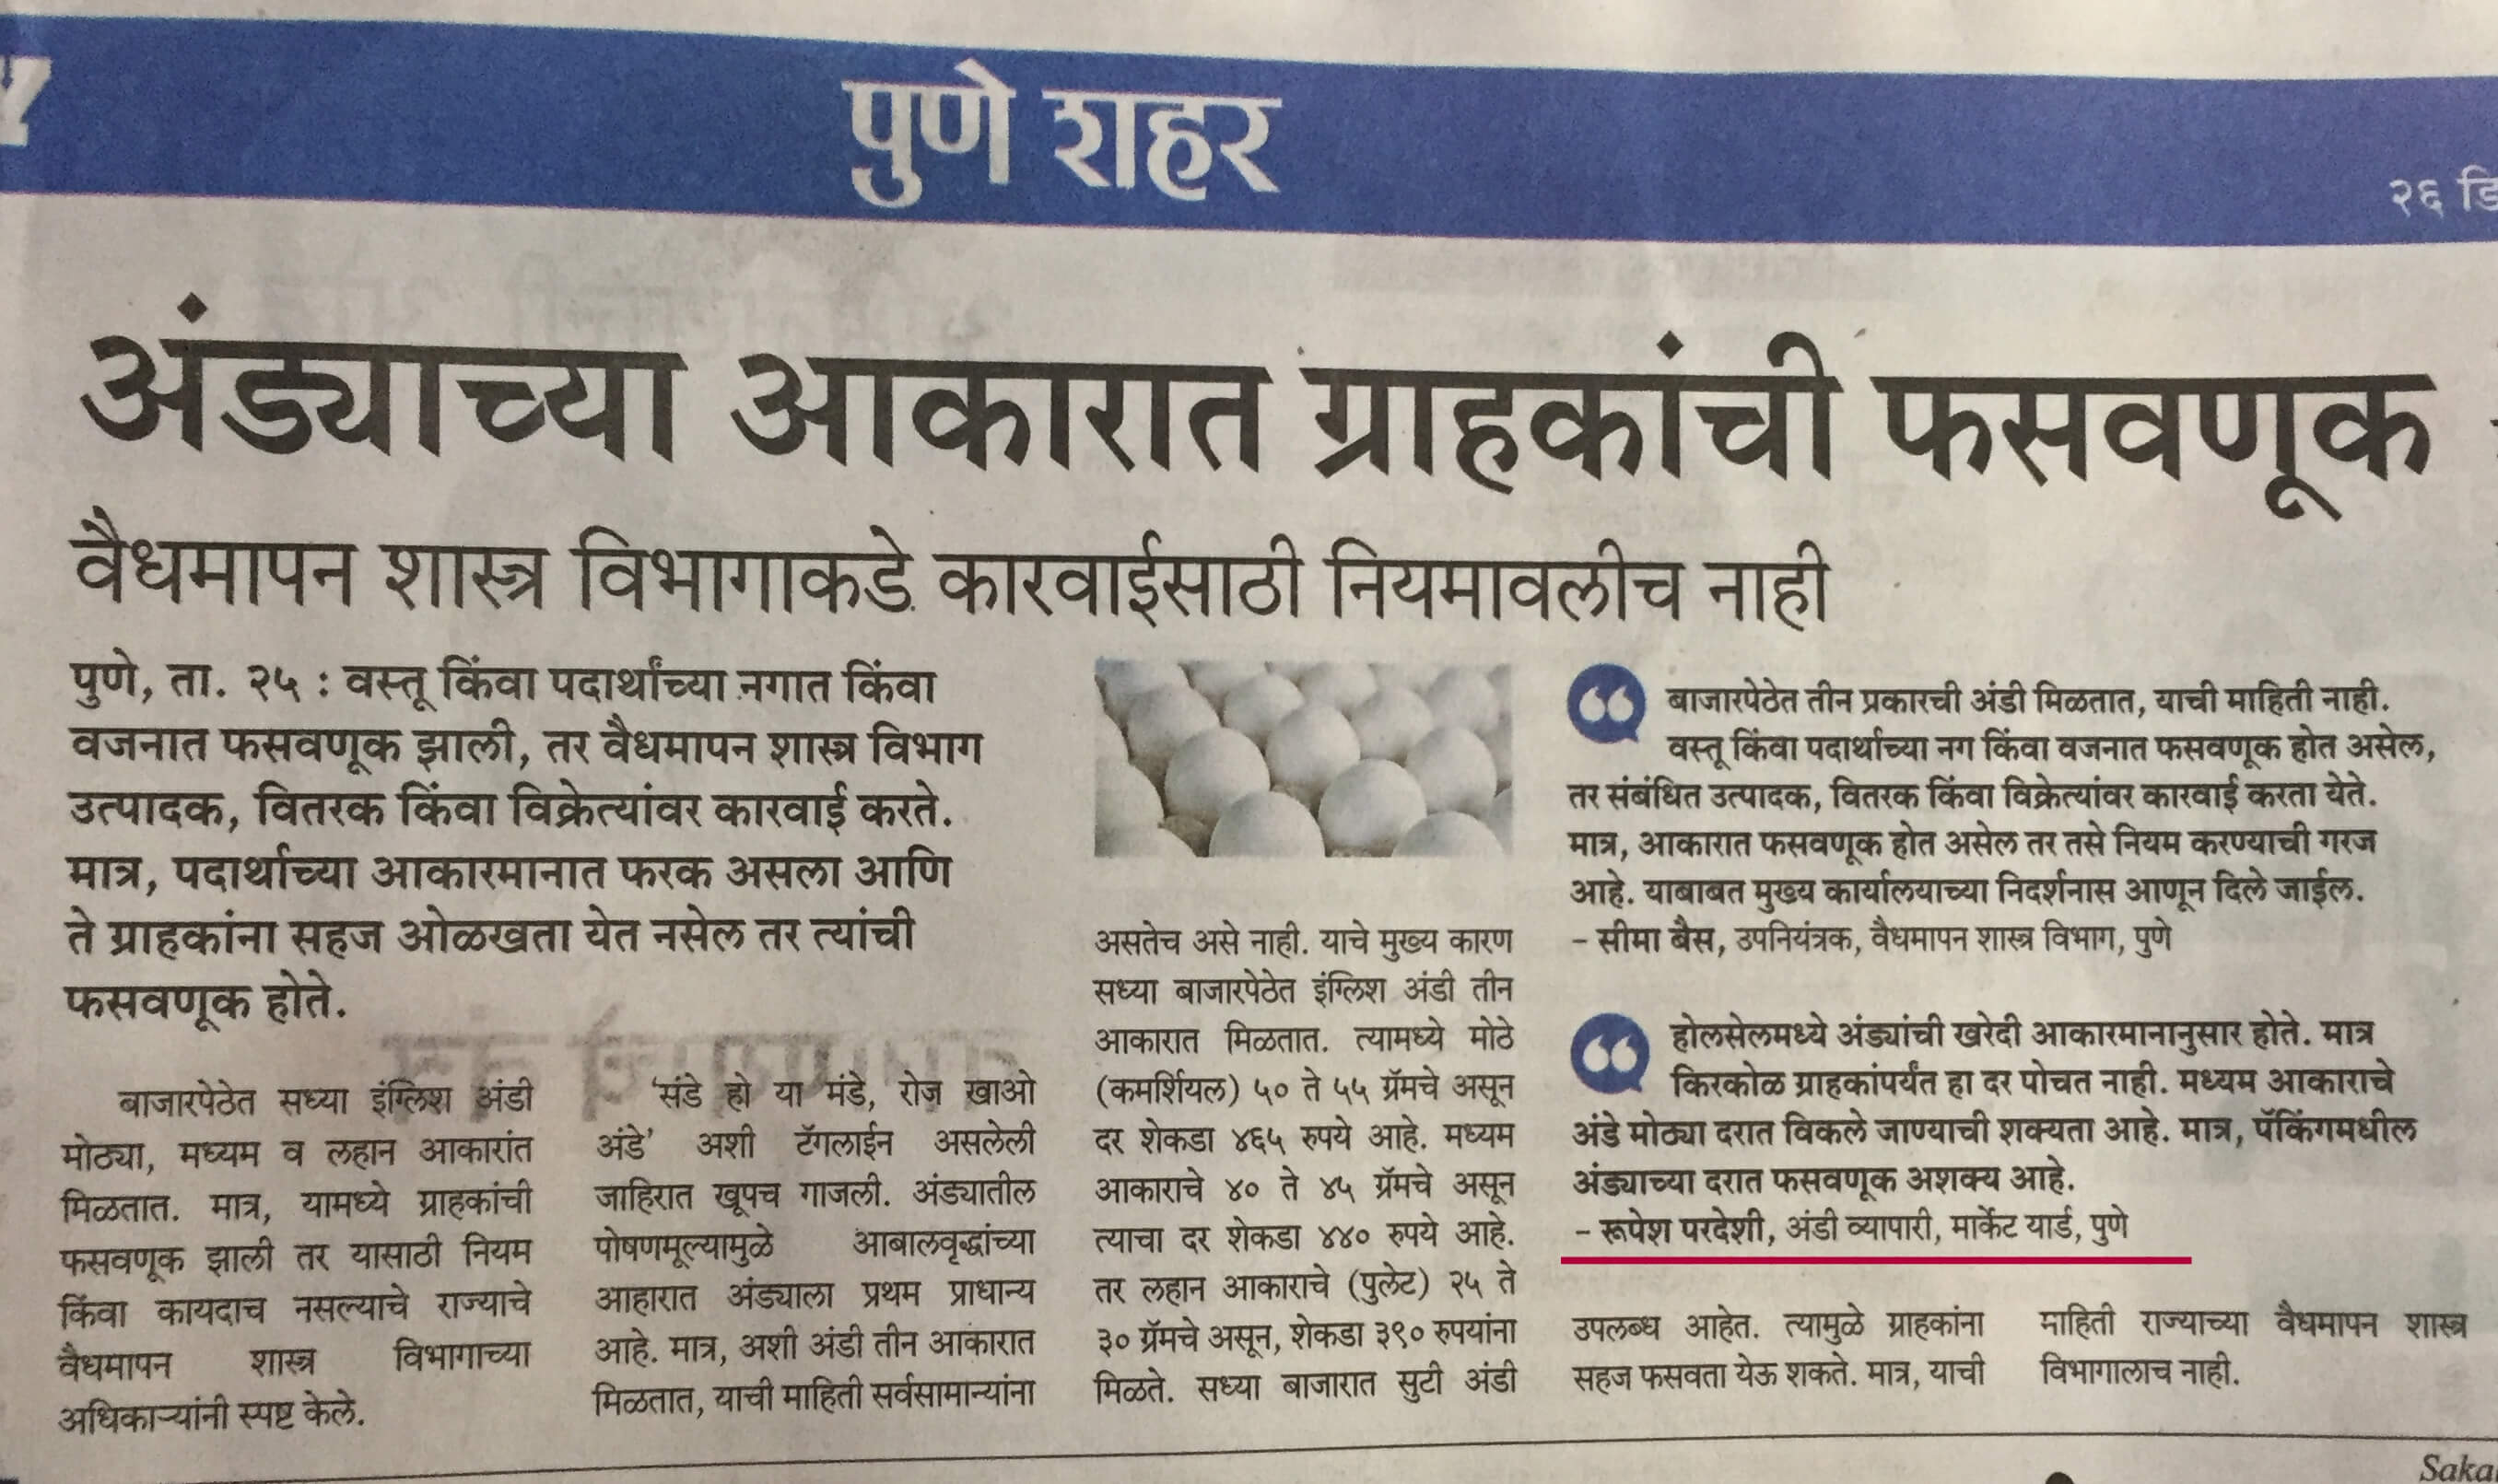 Y
पुणे शहर
२६ डि
अंड्याच्या आकारात ग्राहकांची फसवणूक
वैधमापन शास्त्र विभागाकडे कारवाईसाठी नियमावलीच नाही
पुणे, ता. २५ : वस्तू किंवा पदार्थांच्या नगात किंवा
वजनात फसवणूक झाली, तर वैधमापन शास्त्र विभाग
उत्पादक, वितरक किंवा विक्रेत्यांवर कारवाई करते.
मात्र, पदार्थाच्या आकारमानात फरक असला आणि
ते ग्राहकांना सहज ओळखता येत नसेल तर त्यांची
फसवणूक होते.
बाजारपेठेत सध्या इंग्लिश अंडी
मोठ्या, मध्यम व लहान आकारांत
मिळतात. मात्र, यामध्ये ग्राहकांची
फसवणूक झाली तर यासाठी नियम
किंवा कायदाच नसल्याचे राज्याचे
वैधमापन शास्त्र विभागाच्या
अधिकाऱ्यांनी स्पष्ट केले.
‘संडे हो या मंडे, रोज खाओ
अंडे’ अशी टॅगलाईन असलेली
जाहिरात खूपच गाजली. अंड्यातील
पोषणमूल्यामुळे आबालवृद्धांच्या
आहारात अंड्याला प्रथम प्राधान्य
आहे. मात्र, अशी अंडी तीन आकारात
मिळतात, याची माहिती सर्वसामान्यांना
असतेच असे नाही. याचे मुख्य कारण
सध्या बाजारपेठेत इंग्लिश अंडी तीन
आकारात मिळतात. त्यामध्ये मोठे
(कमर्शियल) ५० ते ५५ ग्रॅमचे असून
दर शेकडा ४६५ रुपये आहे. मध्यम
आकाराचे ४० ते ४५ ग्रॅमचे असून
त्याचा दर शेकडा ४४० रुपये आहे.
तर लहान आकाराचे (पुलेट) २५ ते
३० ग्रॅमचे असून, शेकडा ३९० रुपयांना
मिळते. सध्या बाजारात सुटी अंडी
बाजारपेठेत तीन प्रकारची अंडी मिळतात, याची माहिती नाही.
वस्तू किंवा पदार्थाच्या नग किंवा वजनात फसवणूक होत असेल,
तर संबंधित उत्पादक, वितरक किंवा विक्रेत्यांवर कारवाई करता येते.
मात्र, आकारात फसवणूक होत असेल तर तसे नियम करण्याची गरज
आहे. याबाबत मुख्य कार्यालयाच्या निदर्शनास आणून दिले जाईल.
– सीमा बैस, उपनियंत्रक, वैधमापन शास्त्र विभाग, पुणे
होलसेलमध्ये अंड्यांची खरेदी आकारमानानुसार होते. मात्र
किरकोळ ग्राहकांपर्यंत हा दर पोचत नाही. मध्यम आकाराचे
अंडे मोठ्या दरात विकले जाण्याची शक्यता आहे. मात्र, पॅकिंगमधील
अंड्याच्या दरात फसवणूक अशक्य आहे.
– रूपेश परदेशी, अंडी व्यापारी, मार्केट यार्ड, पुणे
उपलब्ध आहेत. त्यामुळे ग्राहकांना
सहज फसवता येऊ शकते. मात्र, याची
माहिती राज्याच्या वैधमापन शास्त्र
विभागालाच नाही.
Saka